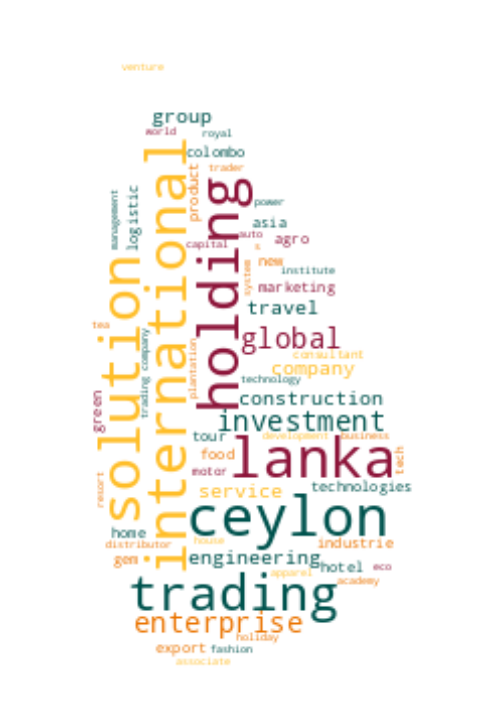 venture
group
world
royal
colombo
international
product
trader
holding
management
logistic
power
asia
auto
agro
capital
s
new
system
institute
marketing
solution
travel
tea
trading company
global
plantation
consultant
company
technology
green
construction
investment
tour
development
business
lanka
food
tech
motor
resort
service
technologies
ceylon
home
house
distributor
industrie
gem
engineering
hotel
eco
apparel
academy
trading
enterprise
holiday
export
fashion
associate